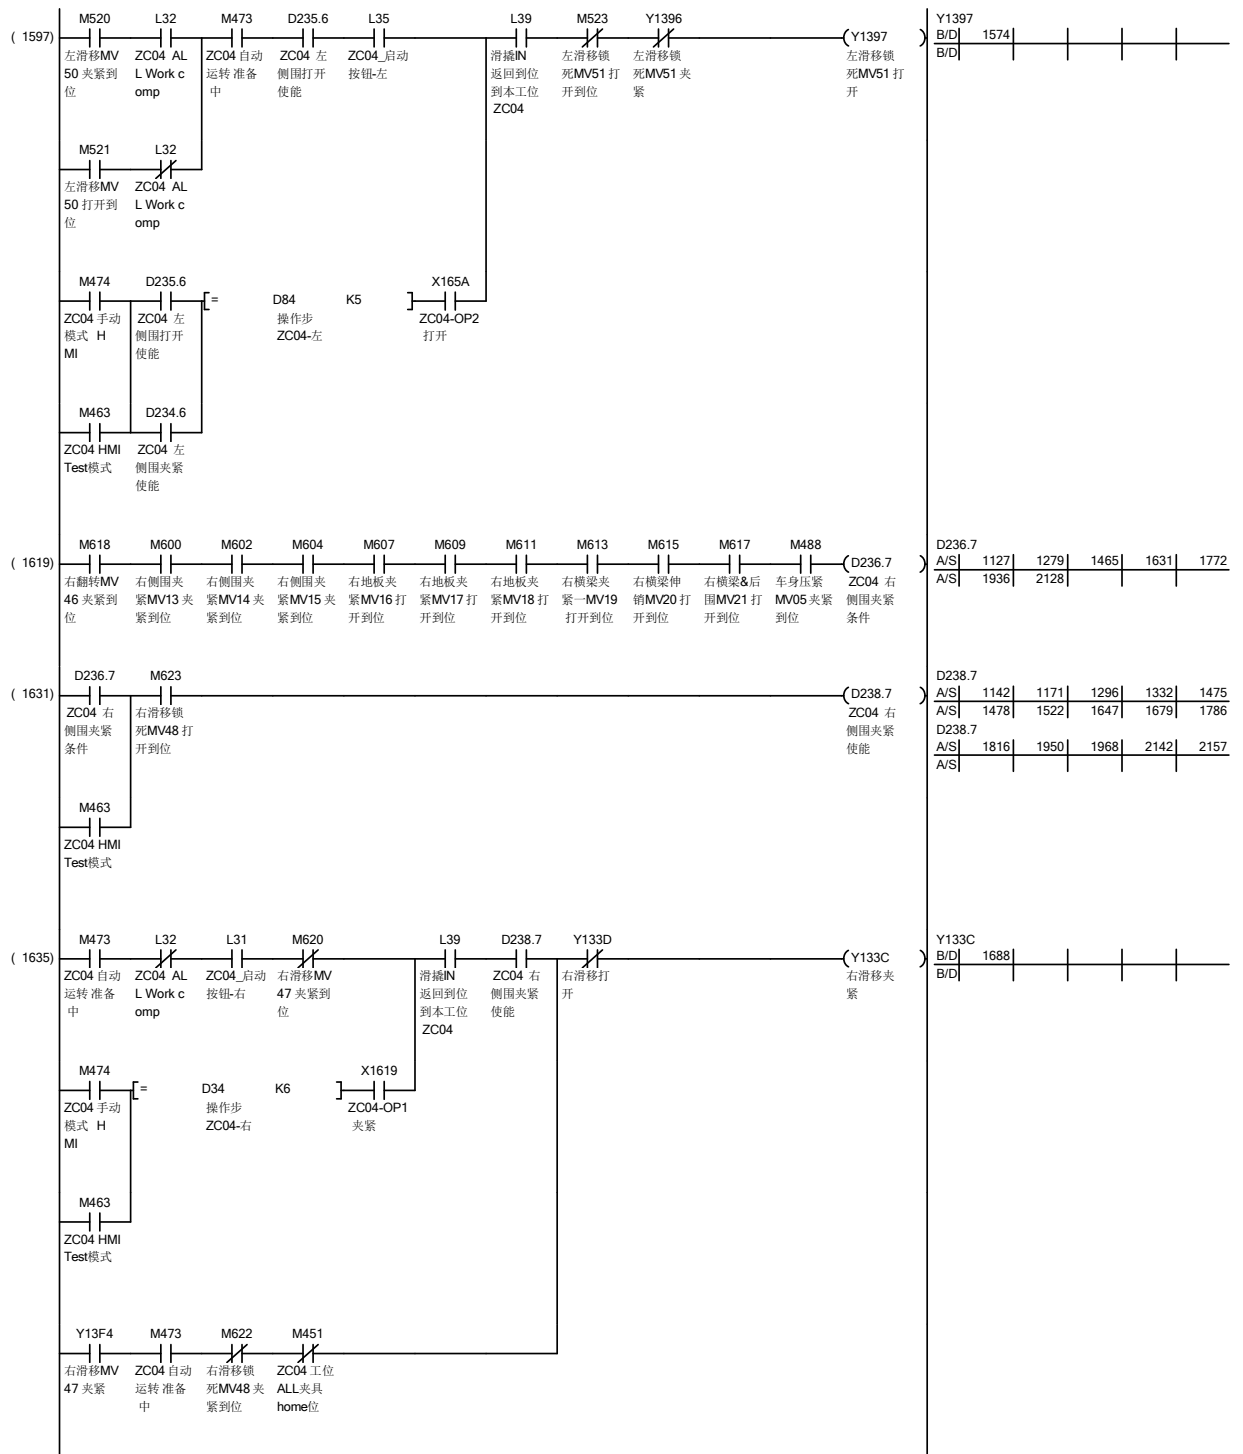 M520 L32 M473 D235.6 L35 L39 M523 Y1396 Y1397
( 1597) (Y1397 ) B/D 1574
左滑移MV ZC04 AL ZC04 自动 ZC04 左 ZC04_启动 滑撬IN 左滑移锁 左滑移锁 左滑移锁 B/D
50 夹紧到 L Work c 运转 准备 侧围打开 按钮-左 返回到位 死MV51 打 死MV51 夹 死MV51 打
位 omp 中 使能 到本工位 开到位 紧 开
ZC04
M521 L32
左滑移MV ZC04 AL
50 打开到 L Work c
位 omp
M474 D235.6 X165A
[= D84 K5 ]
ZC04 手动 ZC04 左 操作步 ZC04-OP2
模式 H 侧围打开 ZC04-左 打开
MI 使能
M463 D234.6
ZC04 HMI ZC04 左
Test模式 侧围夹紧
使能
M618 M600 M602 M604 M607 M609 M611 M613 M615 M617 M488 D236.7
( 1619) (D236.7 ) A/S 1127 1279 1465 1631 1772
右翻转MV 右侧围夹 右侧围夹 右侧围夹 右地板夹 右地板夹 右地板夹 右横梁夹 右横梁伸 右横梁&后 车身压紧 ZC04 右 A/S 1936 2128
46 夹紧到 紧MV13 夹 紧MV14 夹 紧MV15 夹 紧MV16 打 紧MV17 打 紧MV18 打 紧一MV19 销MV20 打 围MV21 打 MV05 夹紧 侧围夹紧
位 紧到位 紧到位 紧到位 开到位 开到位 开到位 打开到位 开到位 开到位 到位 条件
D236.7 M623 D238.7
( 1631) (D238.7 ) A/S 1142 1171 1296 1332 1475
ZC04 右 右滑移锁 ZC04 右 A/S 1478 1522 1647 1679 1786
侧围夹紧 死MV48 打 侧围夹紧 D238.7
条件 开到位 使能 A/S 1816 1950 1968 2142 2157
A/S
M463
ZC04 HMI
Test模式
M473 L32 L31 M620 L39 D238.7 Y133D Y133C
( 1635) (Y133C ) B/D 1688
ZC04 自动 ZC04 AL ZC04_启动 右滑移MV 滑撬IN ZC04 右 右滑移打 右滑移夹 B/D
运转 准备 L Work c 按钮-右 47 夹紧到 返回到位 侧围夹紧 开 紧
中 omp 位 到本工位 使能
ZC04
M474 X1619
[= D34 K6 ]
ZC04 手动 操作步 ZC04-OP1
模式 H ZC04-右 夹紧
MI
M463
ZC04 HMI
Test模式
Y13F4 M473 M622 M451
右滑移MV ZC04 自动 右滑移锁 ZC04 工位
47 夹紧 运转 准备 死MV48 夹 ALL夹具
中 紧到位 home位